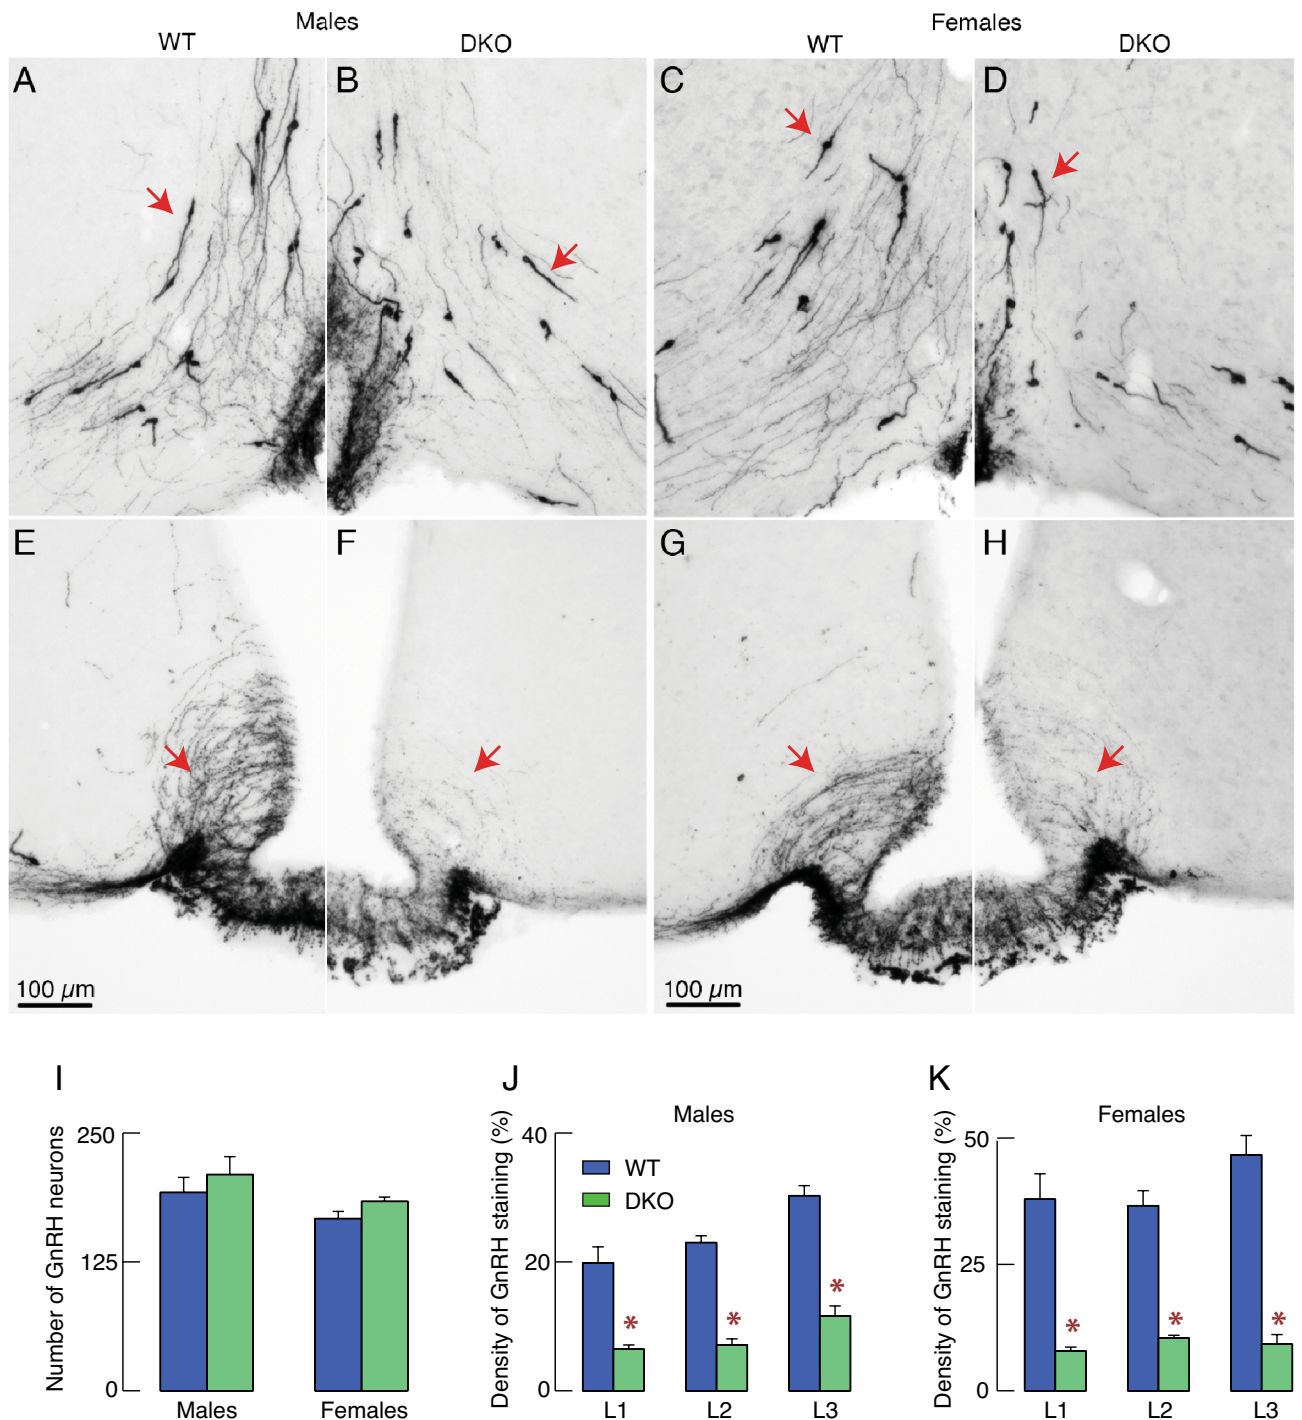 Males
Females
WT
DKO
WT
DKO
A
B
C
D
E
F
G
H
100 µm
100 µm
I
J
K
Males
Females
Number of GnRH neurons
250
125
0
Males
Females
Density of GnRH staining (%)
40
20
0
WT
DKO
*
*
*
L1
L2
L3
Density of GnRH staining (%)
50
25
0
*
*
*
L1
L2
L3